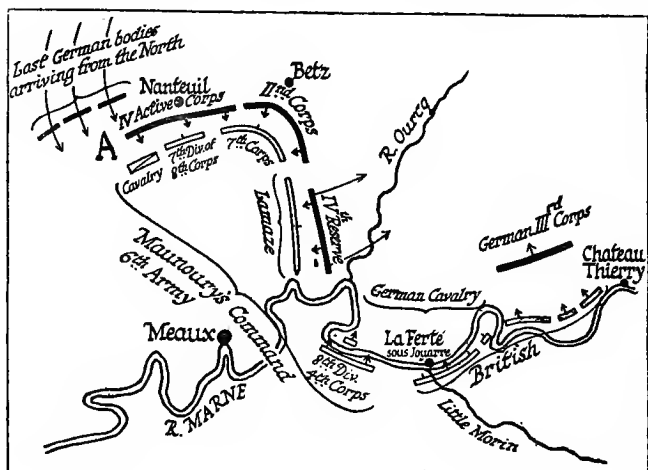 Last German bodies
arriving from the North
Betz
Nanteuil
IV Active Corps
IInd Corps
A
Cavalry
7th Div. of
8th Corps
7th Corps
R. Ourcq
Lamaze
IVth Reserve
German IIIrd Corps
Chateau
Thierry
Maunoury's Command
6th Army
German Cavalry
Meaux
La Ferté
sous Jouarre
British
8th Div.
4th Corps
R. MARNE
Little Morin